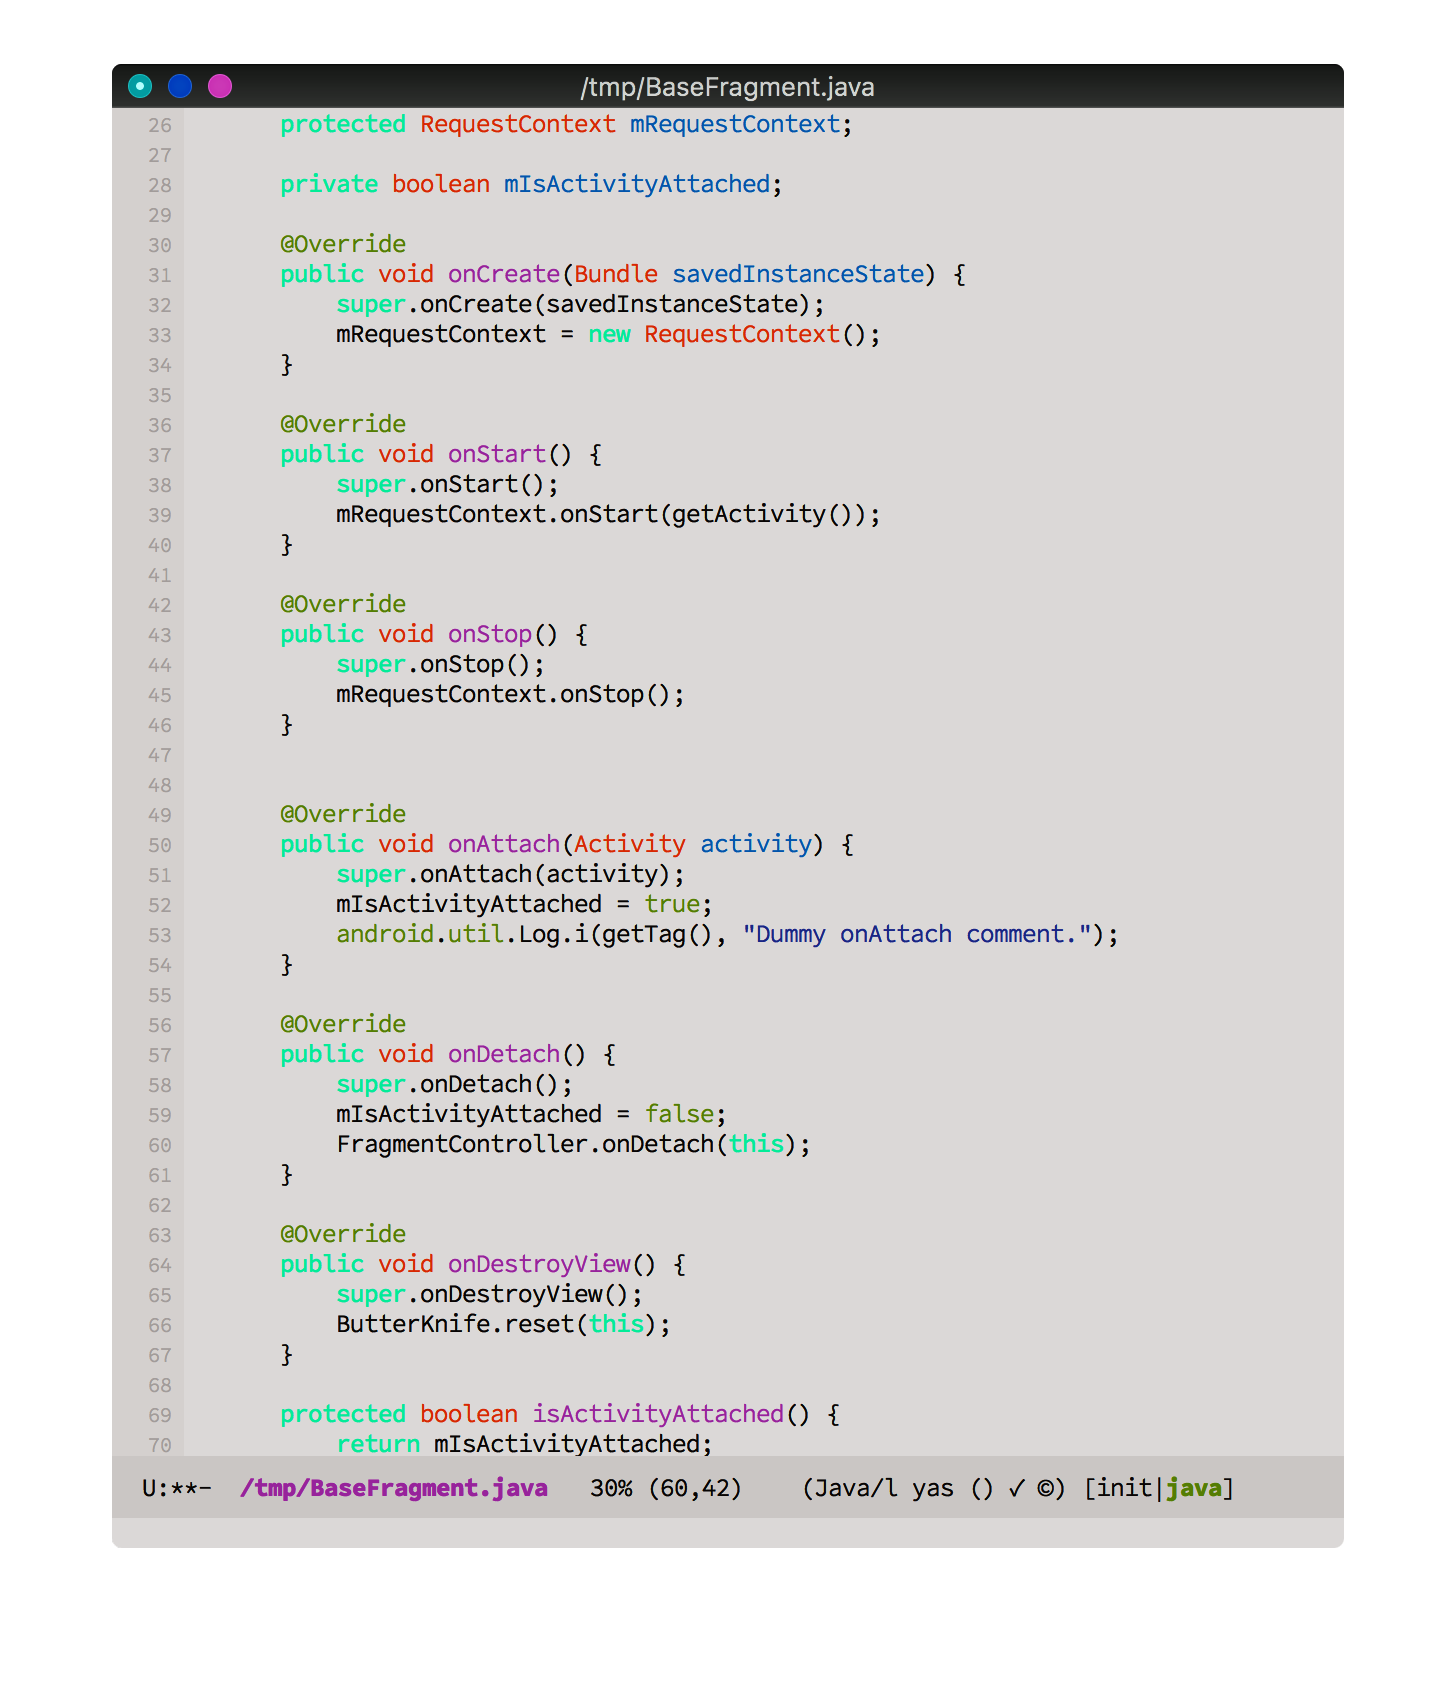 /tmp/BaseFragment.java
26 protected RequestContext mRequestContext;
27
28 private boolean mIsActivityAttached;
29
30 @Override
31 public void onCreate(Bundle savedInstanceState) {
32 super.onCreate(savedInstanceState);
33 mRequestContext = new RequestContext();
34 }
35
36 @Override
37 public void onStart() {
38 super.onStart();
39 mRequestContext.onStart(getActivity());
40 }
41
42 @Override
43 public void onStop() {
44 super.onStop();
45 mRequestContext.onStop();
46 }
47
48
49 @Override
50 public void onAttach(Activity activity) {
51 super.onAttach(activity);
52 mIsActivityAttached = true;
53 android.util.Log.i(getTag(), "Dummy onAttach comment.");
54 }
55
56 @Override
57 public void onDetach() {
58 super.onDetach();
59 mIsActivityAttached = false;
60 FragmentController.onDetach(this);
61 }
62
63 @Override
64 public void onDestroyView() {
65 super.onDestroyView();
66 ButterKnife.reset(this);
67 }
68
69 protected boolean isActivityAttached() {
70 return mIsActivityAttached;
U:**- /tmp/BaseFragment.java 30% (60,42) (Java/l yas () ✓ ©) [init|java]